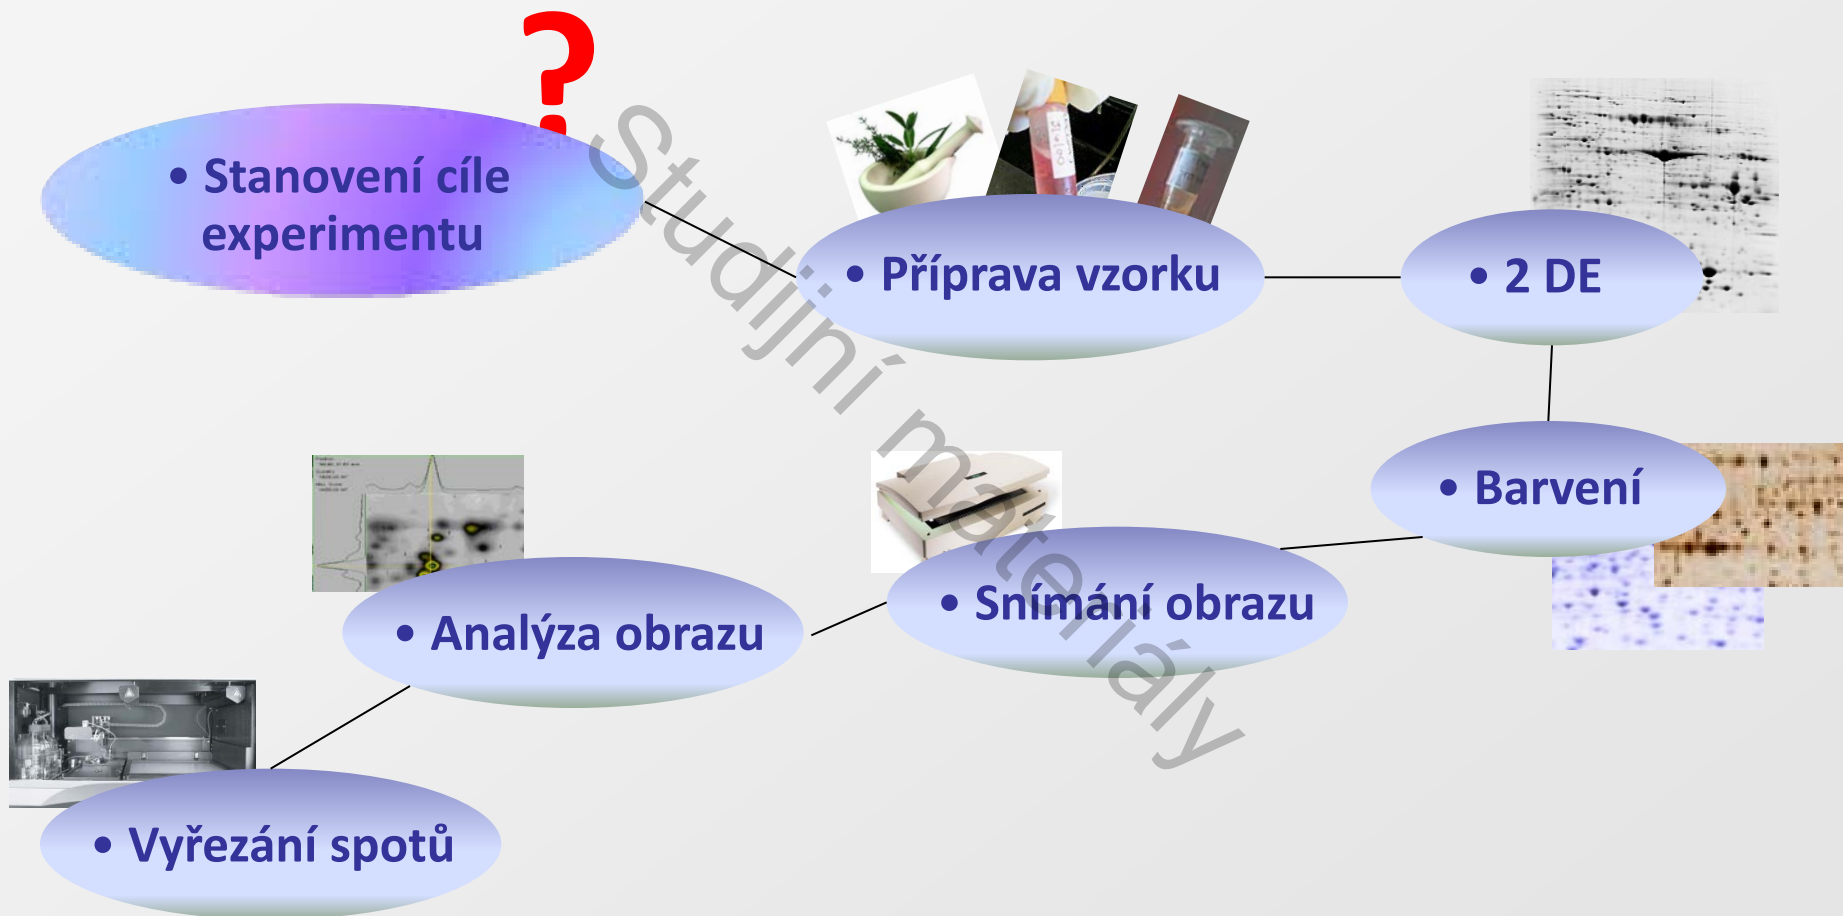 ?
• Stanovení cíle
experimentu
• Příprava vzorku
• 2 DE
• Barvení
• Snímání obrazu
• Analýza obrazu
• Vyřezání spotů
Studijní materiály